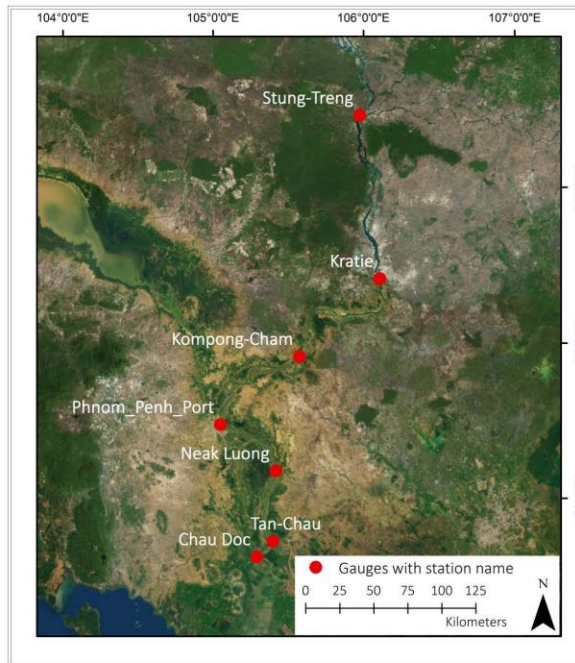 104°0'0"E 105°0'0"E 106°0'0"E 107°0'0"E
Stung-Treng
Kratie
Kompong-Cham
Phnom_Penh_Port
Neak Luong
Tan-Chau
Chau Doc
Gauges with station name
0 25 50 75 100 125
Kilometers
N